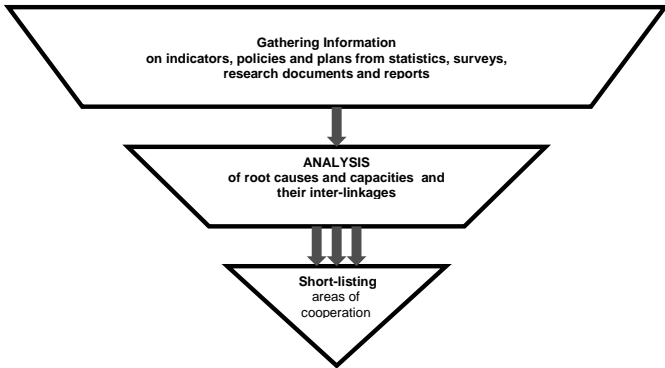 Gathering Information
on indicators, policies and plans from statistics, surveys,
research documents and reports
ANALYSIS
of root causes and capacities and
their inter-linkages
Short-listing
areas of
cooperation